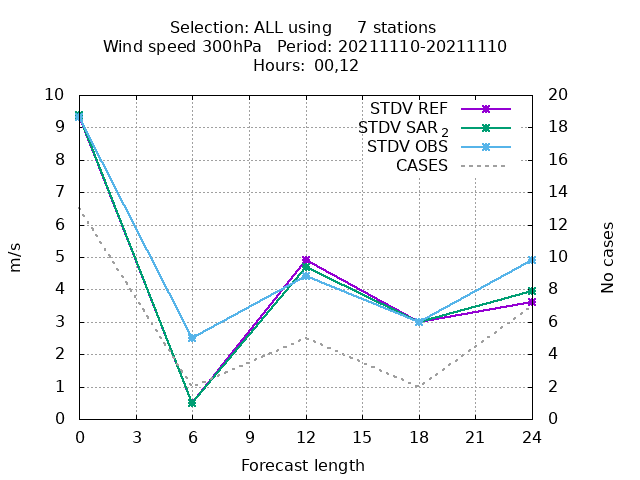 Selection: ALL using     7 stations
Wind speed 300hPa   Period: 20211110-20211110
Hours:  00,12
STDV REF
STDV SAR 2
STDV OBS
CASES
m/s
No cases
10
9
8
7
6
5
4
3
2
1
0
20
18
16
14
12
10
8
6
4
2
0
0 3 6 9 12 15 18 21 24
Forecast length